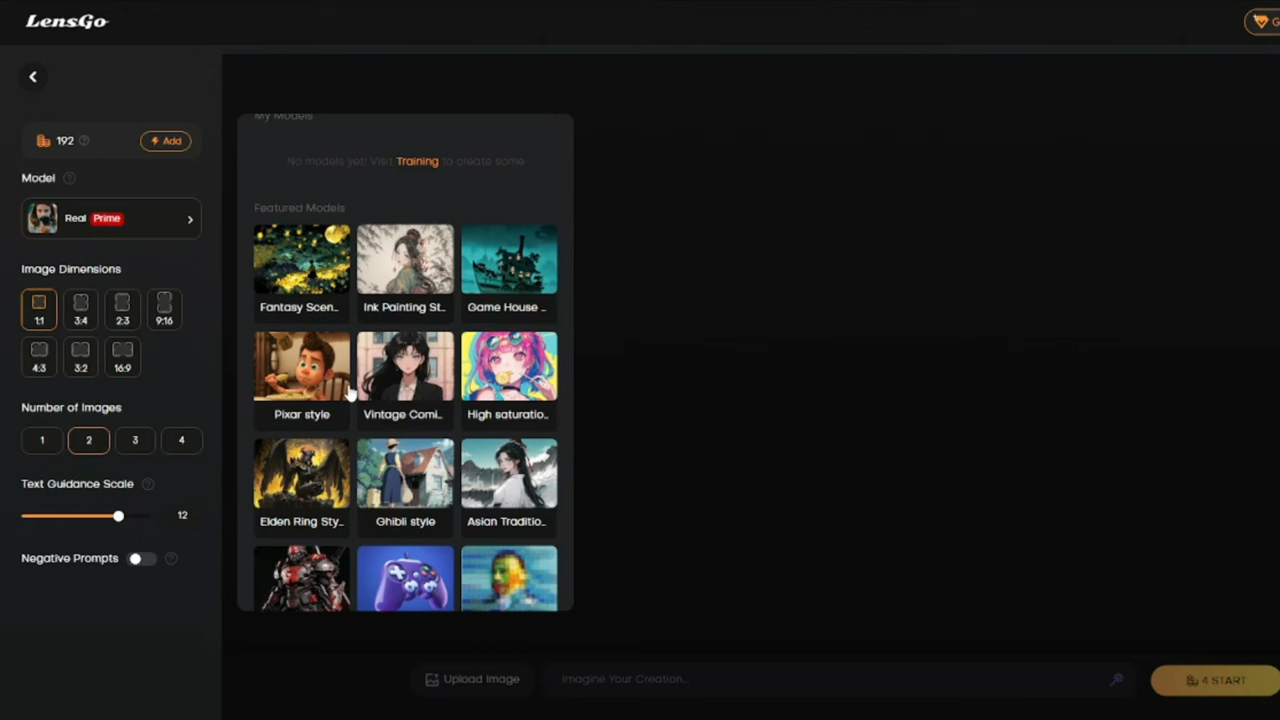 LensGo
G
192
Add
Model
Real Prime
Image Dimensions
1:1
3:4
2:3
9:16
4:3
3:2
16:9
Number of Images
1
2
3
4
Text Guidance Scale
12
Negative Prompts
My Models
No models yet! Visit Training to create some
Featured Models
Fantasy Scen...
Ink Painting St...
Game House ...
Pixar style
Vintage Comi...
High saturatio...
Elden Ring Sty...
Ghibli style
Asian Traditio...
Upload Image
Imagine Your Creation...
4 START